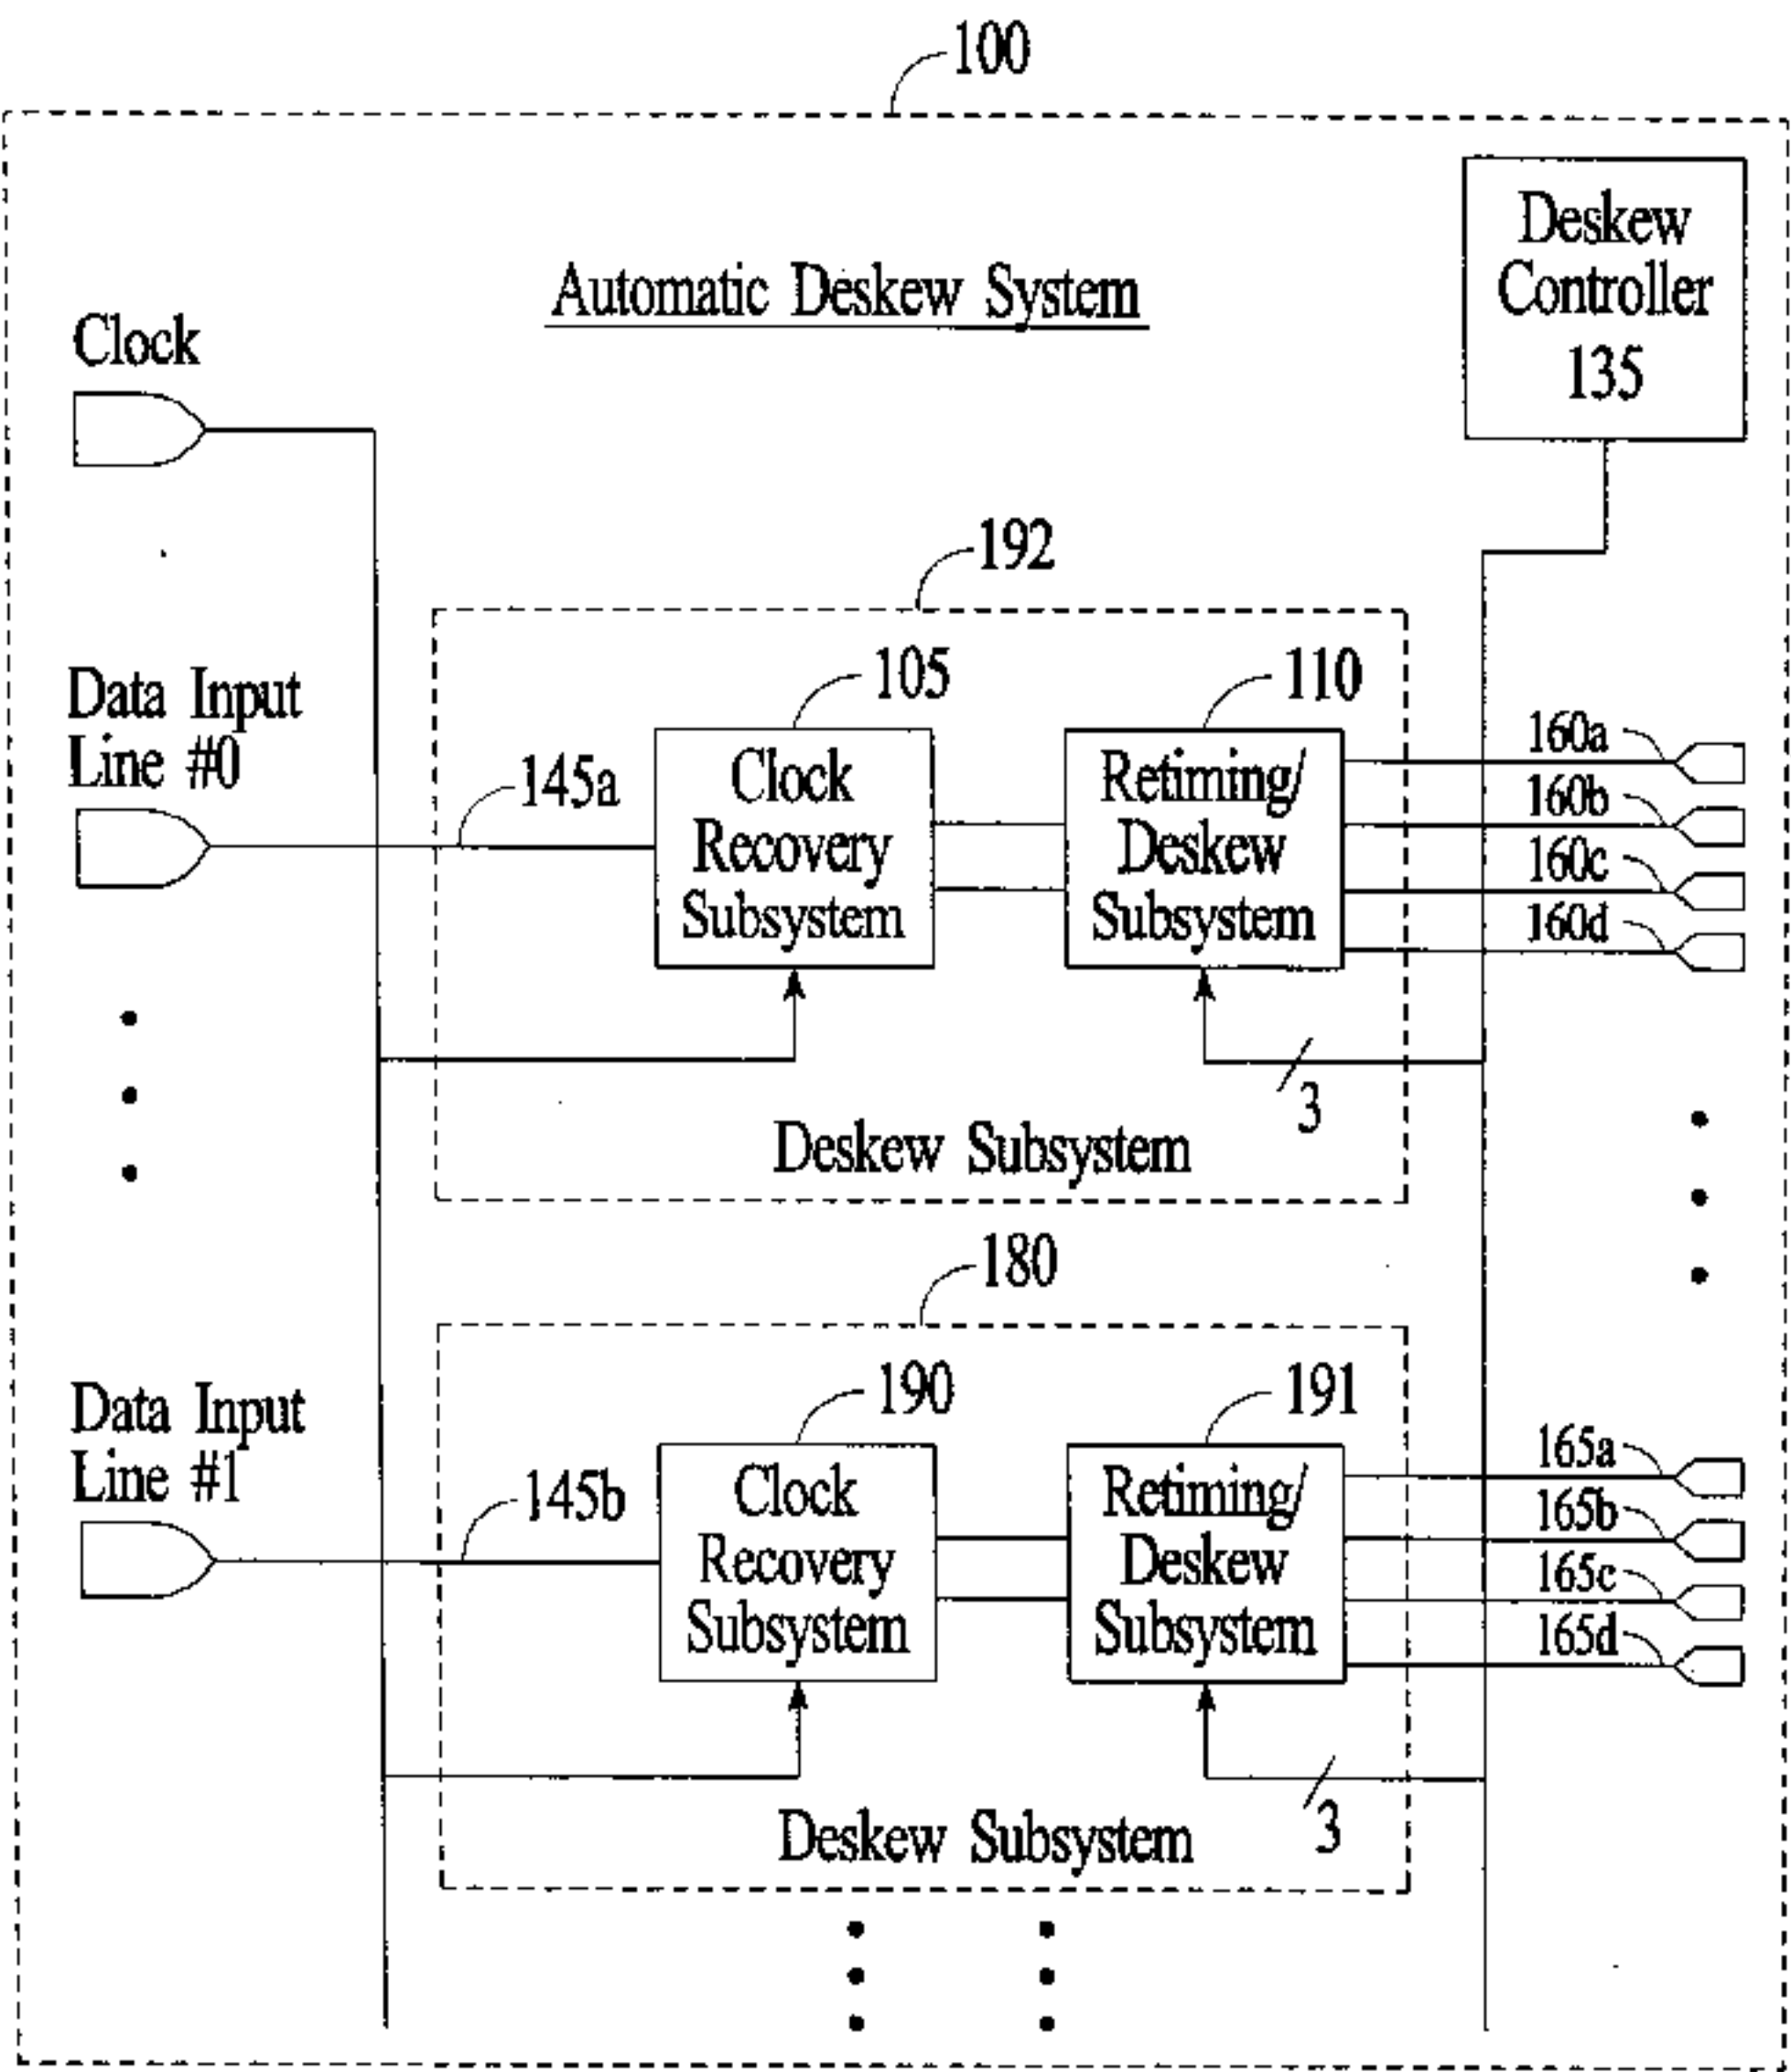 100
Deskew
Controller
135
Automatic Deskew System
Clock
192
Data Input
Line #0
145a
105
Clock
Recovery
Subsystem
110
Retiming/
Deskew
Subsystem
160a
160b
160c
160d
3
Deskew Subsystem
180
Data Input
Line #1
145b
190
Clock
Recovery
Subsystem
191
Retiming/
Deskew
Subsystem
165a
165b
165c
165d
3
Deskew Subsystem